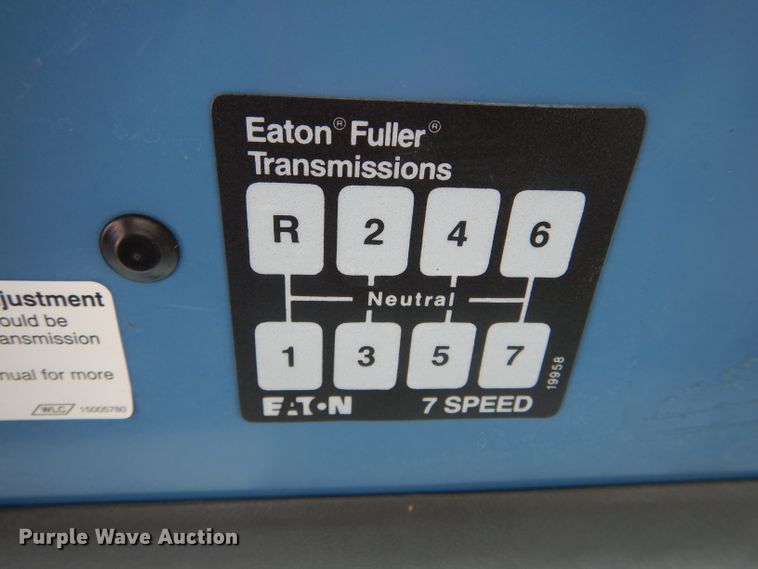 Eaton® Fuller®
Transmissions
R 2 4 6
Neutral
1 3 5 7
19958
EATON 7 SPEED
justment
ould be
ansmission
nual for more
WLC 15005780
Purple Wave Auction